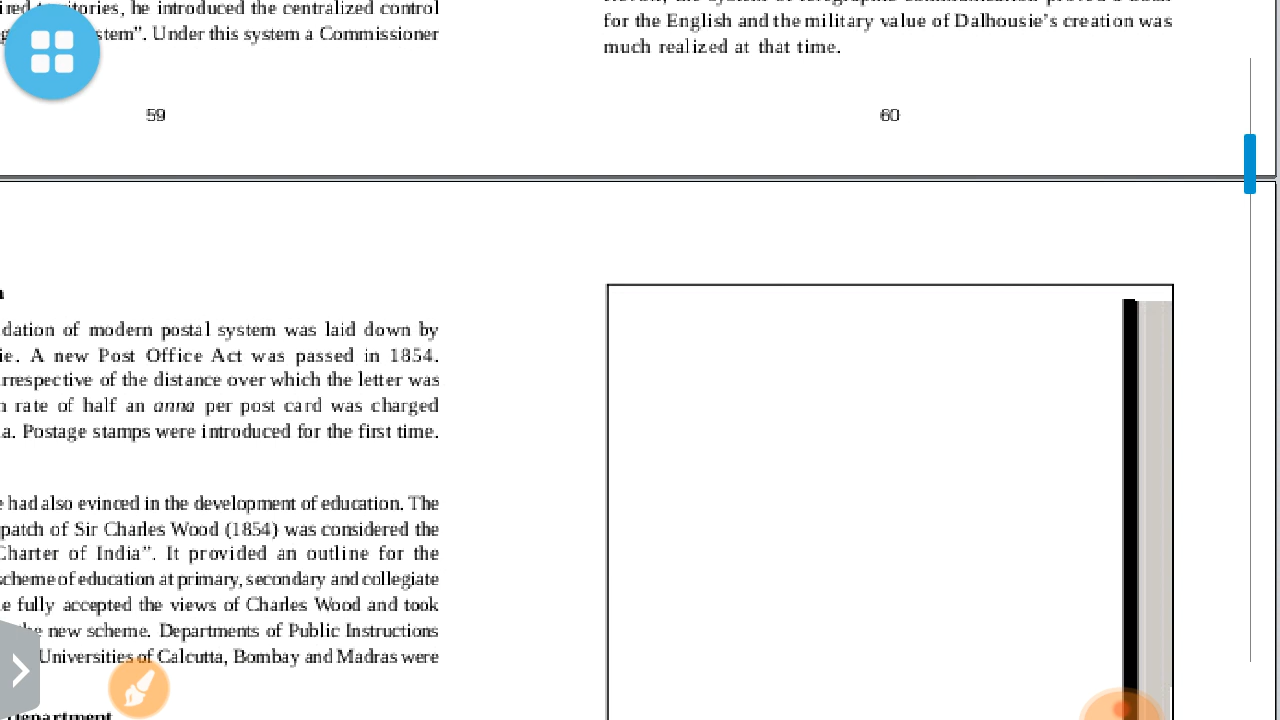 tories, he introduced the centralized control
stem”. Under this system a Commissioner
59
for the English and the military value of Dalhousie’s creation was
much realized at that time.
60
dation of modern postal system was laid down by
ie. A new Post Office Act was passed in 1854.
rrespective of the distance over which the letter was
n rate of half an anna per post card was charged
a. Postage stamps were introduced for the first time.
e had also evinced in the development of education. The
patch of Sir Charles Wood (1854) was considered the
Charter of India”. It provided an outline for the
scheme of education at primary, secondary and collegiate
e fully accepted the views of Charles Wood and took
the new scheme. Departments of Public Instructions
Universities of Calcutta, Bombay and Madras were